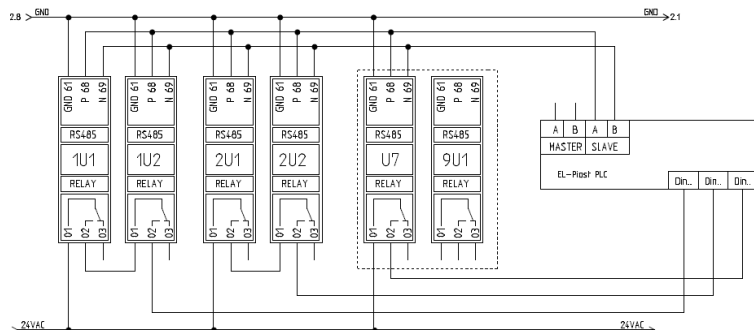 2.8 GND GND 2.1
GND 61 P 68 N 69 GND 61 P 68 N 69 GND 61 P 68 N 69 GND 61 P 68 N 69 GND 61 P 68 N 69 GND 61 P 68 N 69
A B A B
RS485 RS485 RS485 RS485 RS485 RS485
MASTER SLAVE
1U1 1U2 2U1 2U2 U7 9U1
EL-Piast PLC
RELAY RELAY RELAY RELAY RELAY RELAY
Din.. Din.. Din..
01 02 03 01 02 03 01 02 03 01 02 03 01 02 03 01 02 03
24VAC 24VAC